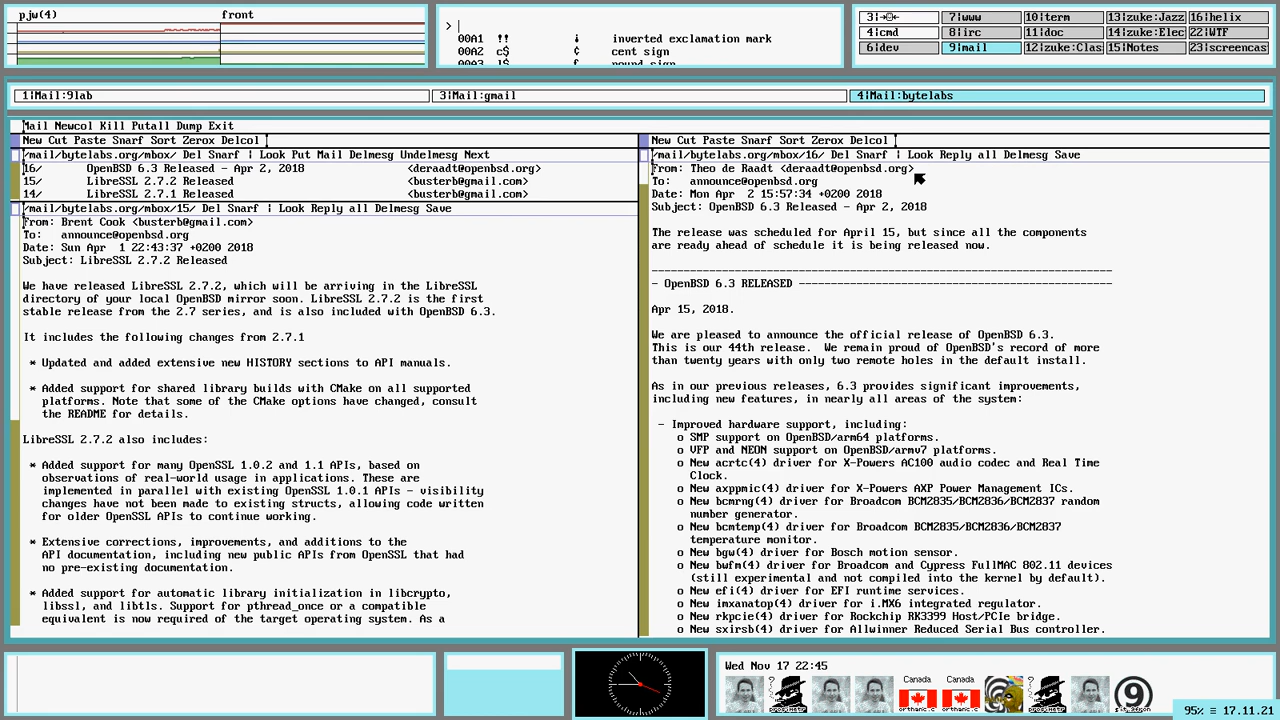 pjw(4) front
>
00A1 !! ¡ inverted exclamation mark
00A2 c$ ¢ cent sign
00A3 l$ £ pound sign
3¦ 7¦www 10¦term 13¦zuke:Jazz 16¦helix
4¦cmd 8¦irc 11¦doc 14¦zuke:Elec 22¦WTF
6¦dev 9¦mail 12¦zuke:Clas 15¦Notes 23¦screencas
1¦Mail:9lab 3¦Mail:gmail 4¦Mail:bytelabs
Mail Newcol Kill Putall Dump Exit
New Cut Paste Snarf Sort Zerox Delcol
/mail/bytelabs.org/mbox/ Del Snarf ¦ Look Put Mail Delmesg Undelmesg Next
16/ OpenBSD 6.3 Released - Apr 2, 2018 <deraadt@openbsd.org>
15/ LibreSSL 2.7.2 Released <busterb@gmail.com>
14/ LibreSSL 2.7.1 Released <busterb@gmail.com>
/mail/bytelabs.org/mbox/15/ Del Snarf ¦ Look Reply all Delmesg Save
From: Brent Cook <busterb@gmail.com>
To: announce@openbsd.org
Date: Sun Apr 1 22:43:37 +0200 2018
Subject: LibreSSL 2.7.2 Released
We have released LibreSSL 2.7.2, which will be arriving in the LibreSSL
directory of your local OpenBSD mirror soon. LibreSSL 2.7.2 is the first
stable release from the 2.7 series, and is also included with OpenBSD 6.3.
It includes the following changes from 2.7.1
* Updated and added extensive new HISTORY sections to API manuals.
* Added support for shared library builds with CMake on all supported
platforms. Note that some of the CMake options have changed, consult
the README for details.
LibreSSL 2.7.2 also includes:
* Added support for many OpenSSL 1.0.2 and 1.1 APIs, based on
observations of real-world usage in applications. These are
implemented in parallel with existing OpenSSL 1.0.1 APIs - visibility
changes have not been made to existing structs, allowing code written
for older OpenSSL APIs to continue working.
* Extensive corrections, improvements, and additions to the
API documentation, including new public APIs from OpenSSL that had
no pre-existing documentation.
* Added support for automatic library initialization in libcrypto,
libssl, and libtls. Support for pthread_once or a compatible
equivalent is now required of the target operating system. As a
New Cut Paste Snarf Sort Zerox Delcol
/mail/bytelabs.org/mbox/16/ Del Snarf ¦ Look Reply all Delmesg Save
From: Theo de Raadt <deraadt@openbsd.org>
To: announce@openbsd.org
Date: Mon Apr 2 15:57:34 +0200 2018
Subject: OpenBSD 6.3 Released - Apr 2, 2018
The release was scheduled for April 15, but since all the components
are ready ahead of schedule it is being released now.
------------------------------------------------------------------------
- OpenBSD 6.3 RELEASED -------------------------------------------------
Apr 15, 2018.
We are pleased to announce the official release of OpenBSD 6.3.
This is our 44th release. We remain proud of OpenBSD's record of more
than twenty years with only two remote holes in the default install.
As in our previous releases, 6.3 provides significant improvements,
including new features, in nearly all areas of the system:
- Improved hardware support, including:
o SMP support on OpenBSD/arm64 platforms.
o VFP and NEON support on OpenBSD/armv7 platforms.
o New acrtc(4) driver for X-Powers AC100 audio codec and Real Time
Clock.
o New axppmic(4) driver for X-Powers AXP Power Management ICs.
o New bcmrng(4) driver for Broadcom BCM2835/BCM2836/BCM2837 random
number generator.
o New bcmtemp(4) driver for Broadcom BCM2835/BCM2836/BCM2837
temperature monitor.
o New bgw(4) driver for Bosch motion sensor.
o New bwfm(4) driver for Broadcom and Cypress FullMAC 802.11 devices
(still experimental and not compiled into the kernel by default).
o New efi(4) driver for EFI runtime services.
o New imxanatop(4) driver for i.MX6 integrated regulator.
o New rkpcie(4) driver for Rockchip RK3399 Host/PCIe bridge.
o New sxirsb(4) driver for Allwinner Reduced Serial Bus controller.
Wed Nov 17 22:45
Canada Canada
orthanic.c orthanic.c
95% ≡ 17.11.21